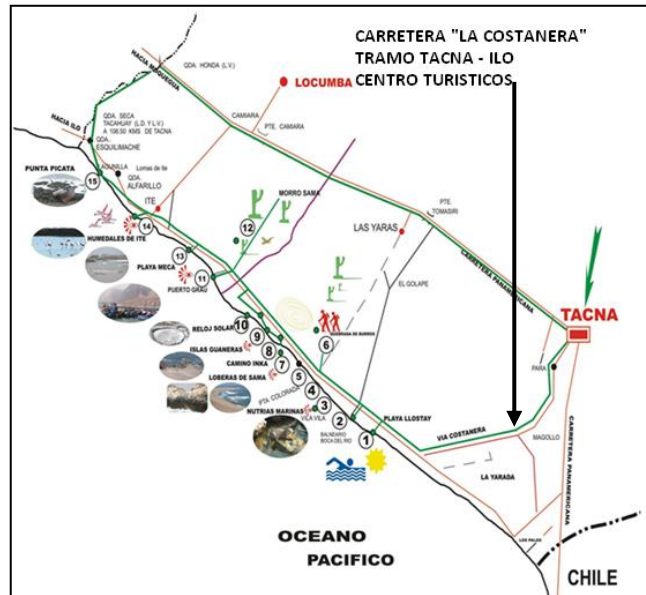 CARRETERA "LA COSTANERA"
TRAMO TACNA - ILO
CENTRO TURISTICOS
HACIA MOQUEGUA
QDA. HONDA (L.V.)
LOCUMBA
HACIA ILO
QDA. SECA
TACAHUAY (L.D. Y L.V.)
A 106.50 KMS DE TACNA
QDA.
ESQUILIMACHE
CAMIARA
PTE. CAMIARA
PUNTA PICATA
15
Lomas de Ite
QDA.
ALFARILLO
ITE
14
HUMEDALES DE ITE
12
MORRO SAMA
PTE.
TOMASIRI
LAS YARAS
13
PLAYA MECA
11
PUERTO GRAU
CARRETERA PANAMERICANA
EL GOLAPE
TACNA
10
RELOJ SOLAR
9
ISLAS GUANERAS
8
CAMINO INKA
7
LOBERAS DE SAMA
6
5
PTA. COLORADA
4
3
NUTRIAS MARINAS
VILA VILA
2
BALNEARIO
BOCA DEL RIO
1
PLAYA LLOSTAY
PARA
VIA COSTANERA
MAGOLLO
CARRETERA PANAMERICANA
LA YARADA
LOS PALOS
OCEANO
PACIFICO
CHILE